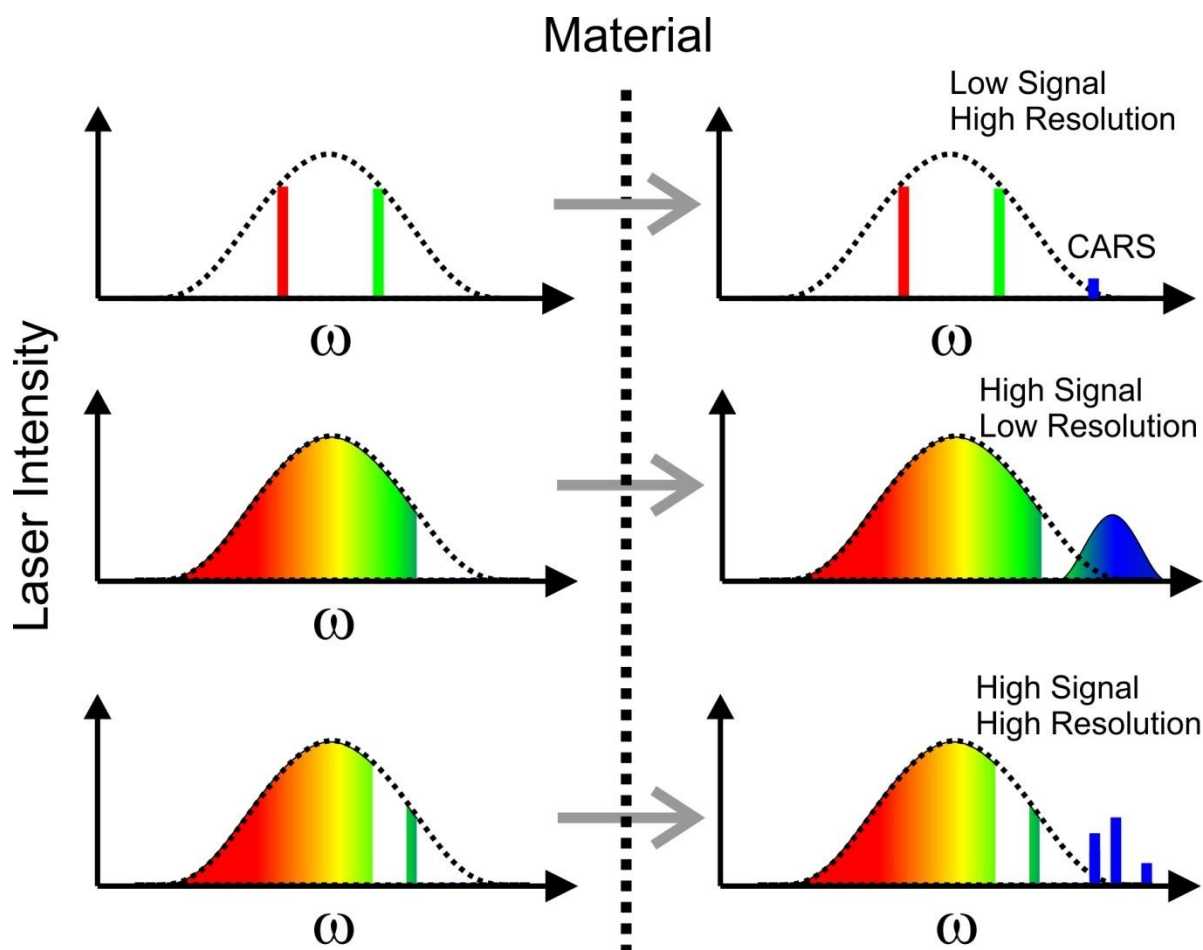 Material
Laser Intensity
Low Signal
High Resolution
CARS
ω
ω
High Signal
Low Resolution
ω
High Signal
High Resolution
ω
ω